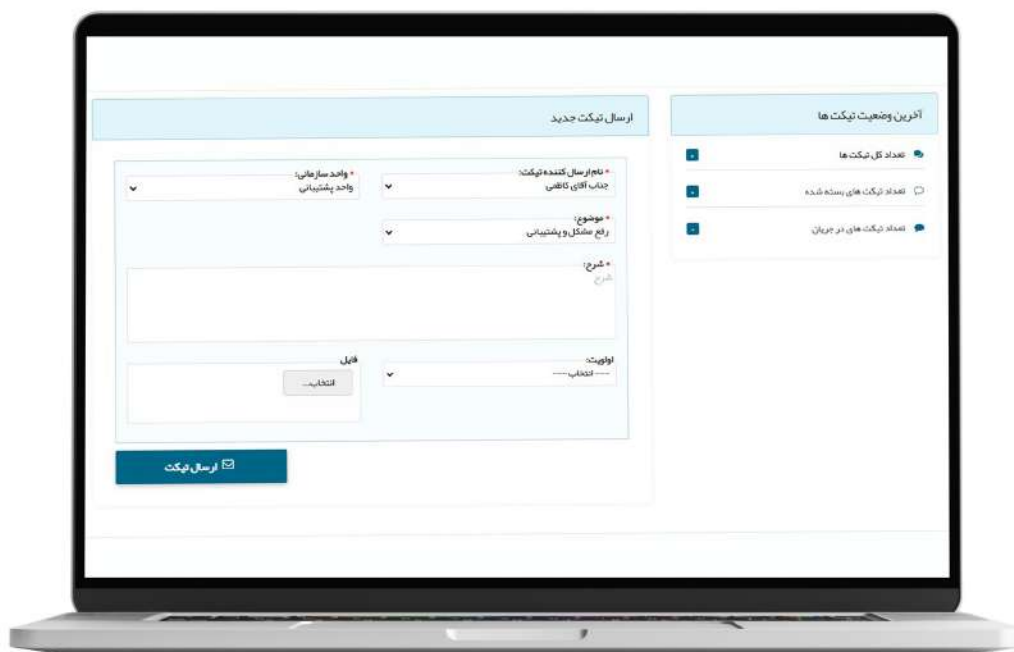 آخرین وضعیت تیکت ها
تعداد کل تیکت ها
تعداد تیکت های بسته شده
تعداد تیکت های در جریان
ارسال تیکت جدید
* نام ارسال کننده تیکت:
جناب آقای کاظمی
* واحد سازمانی:
واحد پشتیبانی
* موضوع:
رفع مشکل و پشتیبانی
* شرح:
شرح
اولویت:
----- انتخاب -----
فایل
انتخاب...
ارسال تیکت